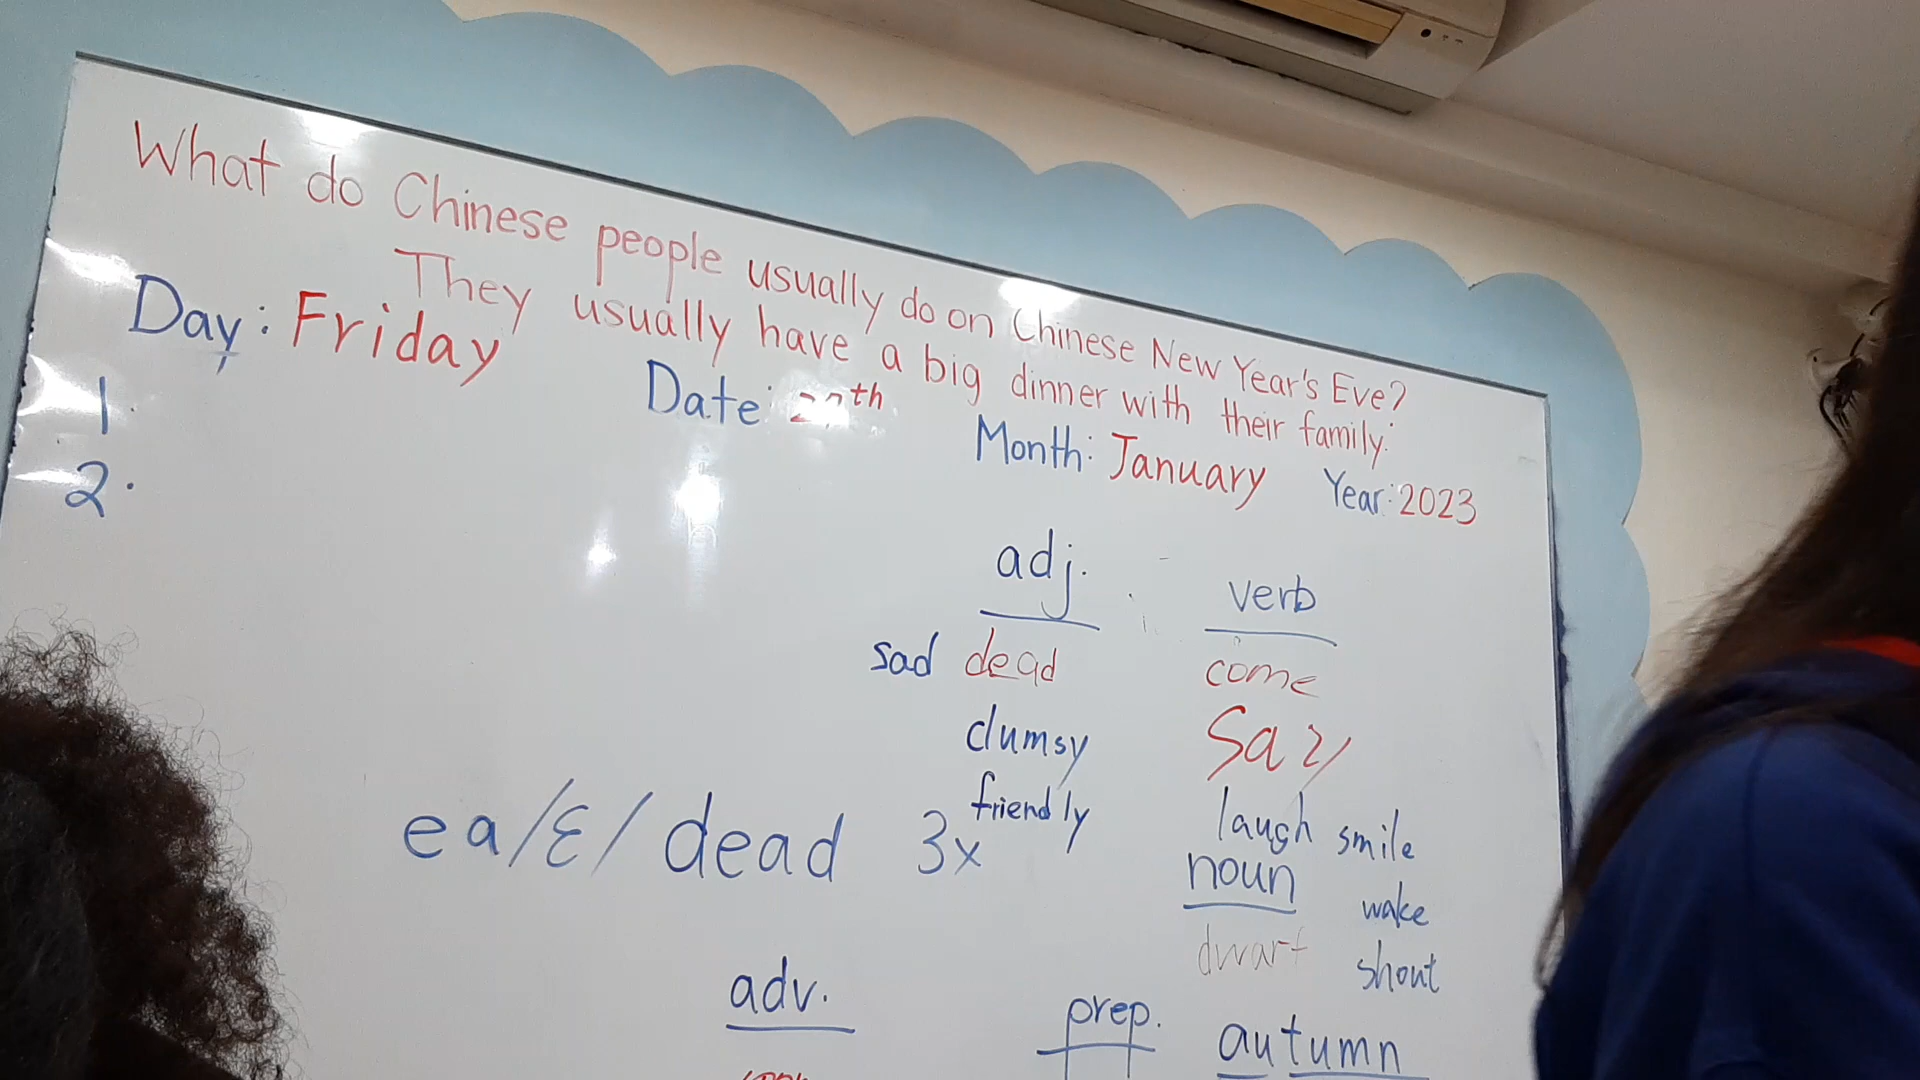 What do Chinese people usually do on Chinese New Year's Eve?
They usually have a big dinner with their family.
Day: Friday Date: th Month: January Year: 2023
1.
2.
adj. verb
sad dead come
clumsy say
friendly laugh smile
ea/ɛ/ dead 3x
noun wake
dwarf shout
adv. prep. autumn